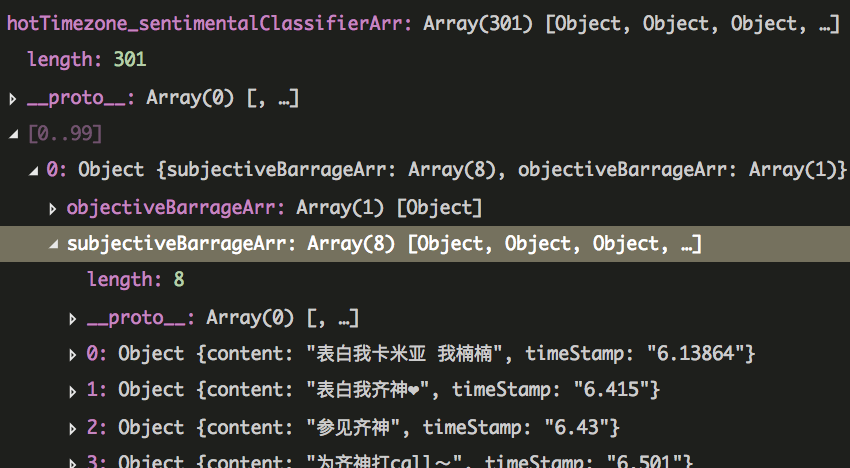 hotTimezone_sentimentalClassifierArr: Array(301) [Object, Object, Object, …]
length: 301
__proto__: Array(0) [, …]
[0..99]
0: Object {subjectiveBarrageArr: Array(8), objectiveBarrageArr: Array(1)}
objectiveBarrageArr: Array(1) [Object]
subjectiveBarrageArr: Array(8) [Object, Object, Object, …]
length: 8
__proto__: Array(0) [, …]
0: Object {content: "表白我卡米亚 我楠楠", timeStamp: "6.13864"}
1: Object {content: "表白我齐神❤", timeStamp: "6.415"}
2: Object {content: "参见齐神", timeStamp: "6.43"}
3: Object {content: "为齐神打call～", timeStamp: "6.501"}